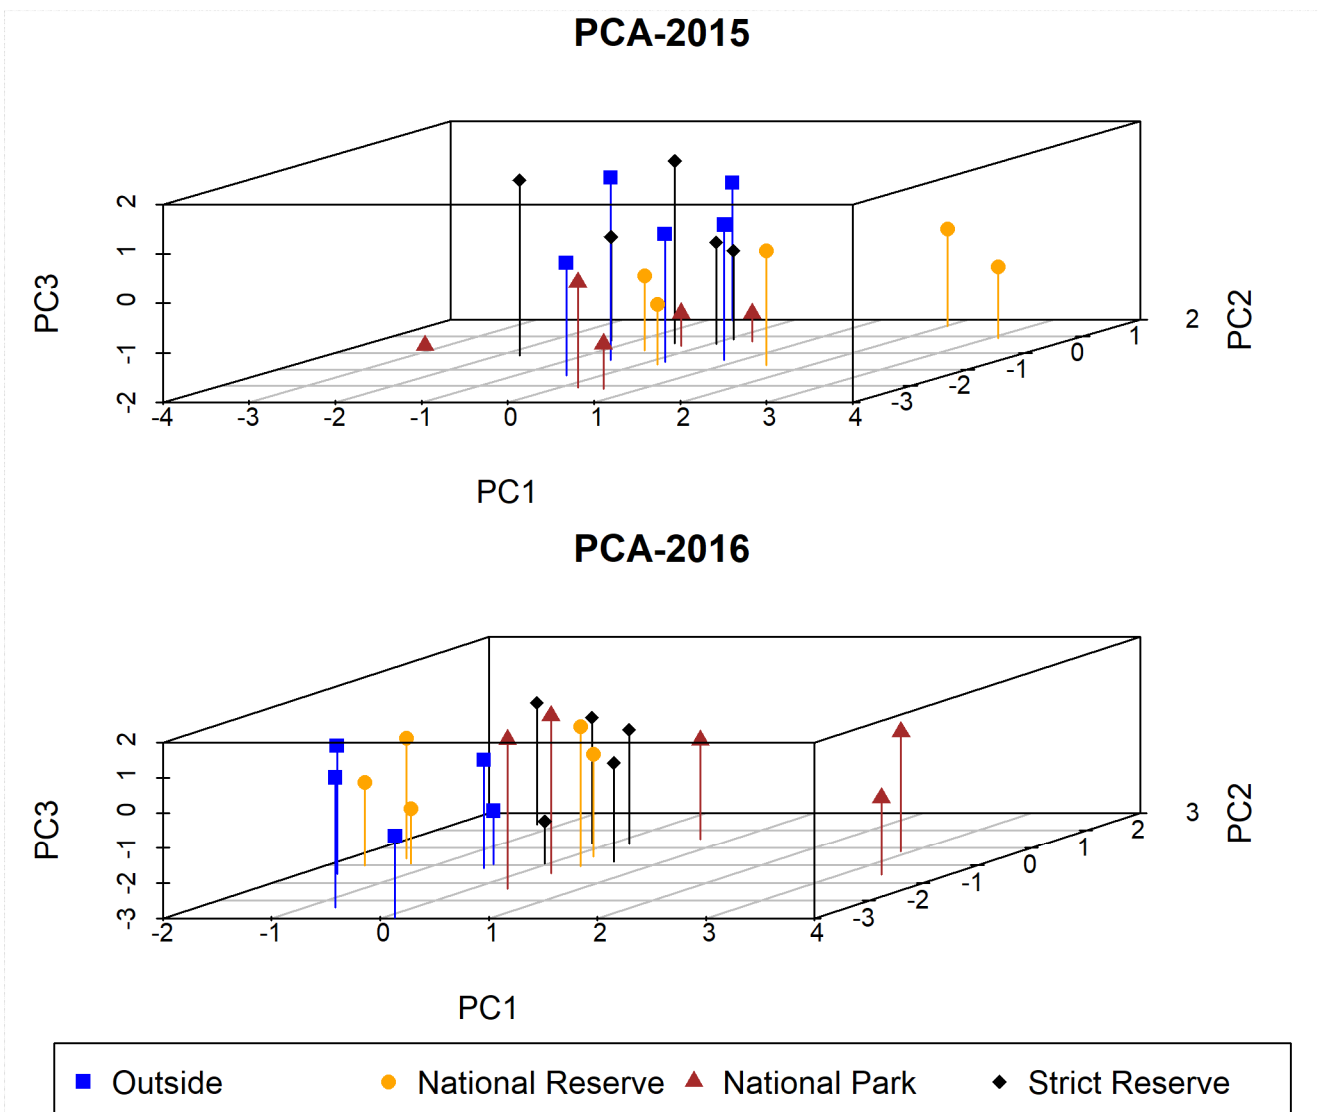 PCA-2015
PC3
2
1
0
-1
-2
-4 -3 -2 -1 0 1 2 3 4
-3 -2 -1 0 1 2
PC2
PC1
PCA-2016
PC3
2
1
0
-1
-2
-3
-2 -1 0 1 2 3 4
-3 -2 -1 0 1 2 3
PC2
PC1
Outside National Reserve National Park Strict Reserve